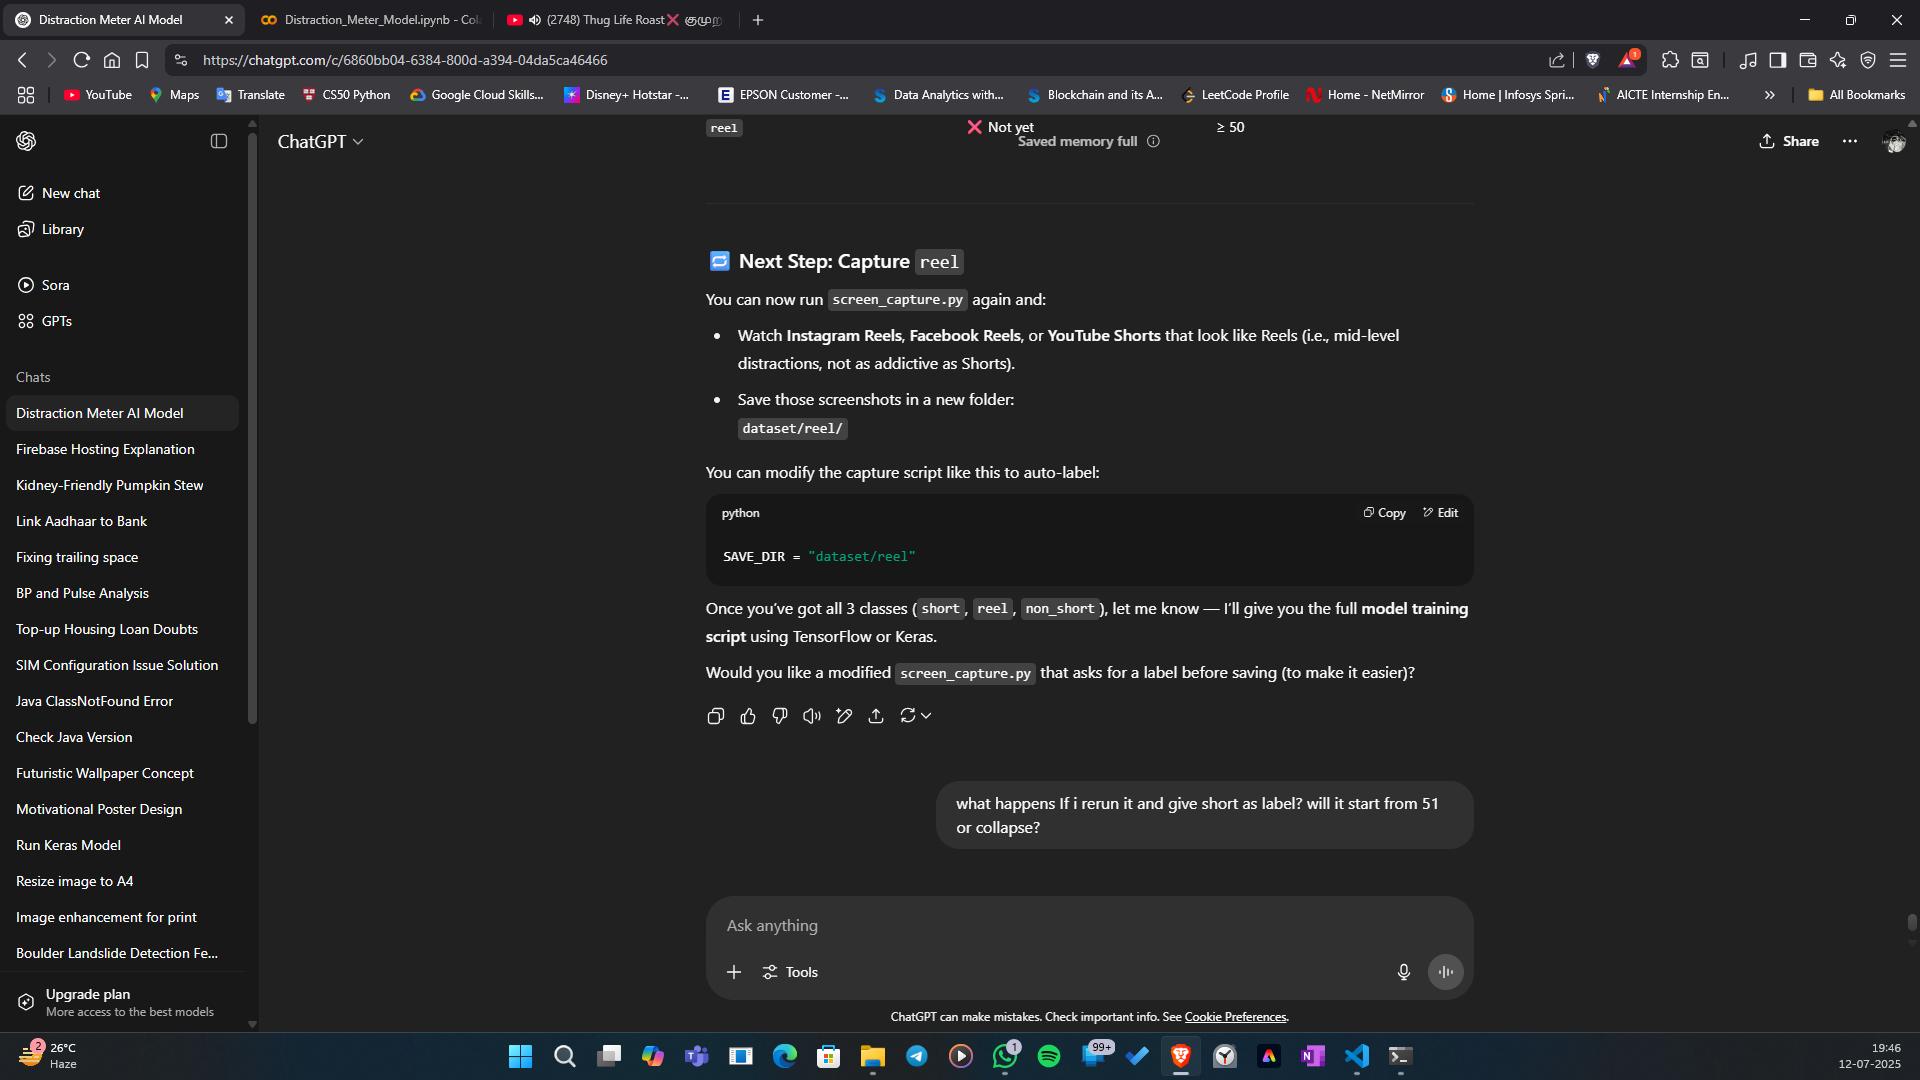 Distraction Meter AI Model
Distraction_Meter_Model.ipynb - Col
(2748) Thug Life Roast❌ குமுற
https://chatgpt.com/c/6860bb04-6384-800d-a394-04da5ca46466
1
YouTube
Maps
Translate
CS50 Python
Google Cloud Skills...
Disney+ Hotstar -...
EPSON Customer -...
Data Analytics with...
Blockchain and its A...
LeetCode Profile
Home - NetMirror
Home | Infosys Spri...
AICTE Internship En...
All Bookmarks
ChatGPT
Saved memory full
Share
New chat
Library
Sora
GPTs
Chats
Distraction Meter AI Model
Firebase Hosting Explanation
Kidney-Friendly Pumpkin Stew
Link Aadhaar to Bank
Fixing trailing space
BP and Pulse Analysis
Top-up Housing Loan Doubts
SIM Configuration Issue Solution
Java ClassNotFound Error
Check Java Version
Futuristic Wallpaper Concept
Motivational Poster Design
Run Keras Model
Resize image to A4
Image enhancement for print
Boulder Landslide Detection Fe...
Upgrade plan
More access to the best models
reel ❌ Not yet ≥ 50
🔁 Next Step: Capture reel
You can now run screen_capture.py again and:
• Watch Instagram Reels, Facebook Reels, or YouTube Shorts that look like Reels (i.e., mid-level
distractions, not as addictive as Shorts).
• Save those screenshots in a new folder:
dataset/reel/
You can modify the capture script like this to auto-label:
python
Copy
Edit
SAVE_DIR = "dataset/reel"
Once you've got all 3 classes (short, reel, non_short), let me know — I'll give you the full model training
script using TensorFlow or Keras.
Would you like a modified screen_capture.py that asks for a label before saving (to make it easier)?
what happens If i rerun it and give short as label? will it start from 51
or collapse?
Ask anything
Tools
ChatGPT can make mistakes. Check important info. See Cookie Preferences.
2
26°C
Haze
1
99+
19:46
12-07-2025